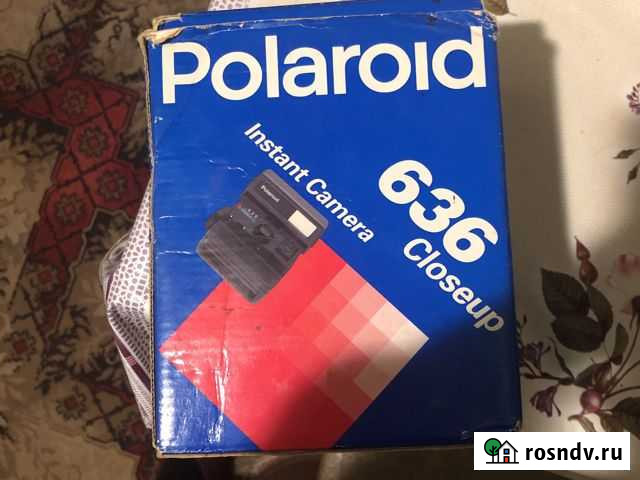 Polaroid
Instant Camera
636
Closeup
Polaroid
rosndv.ru